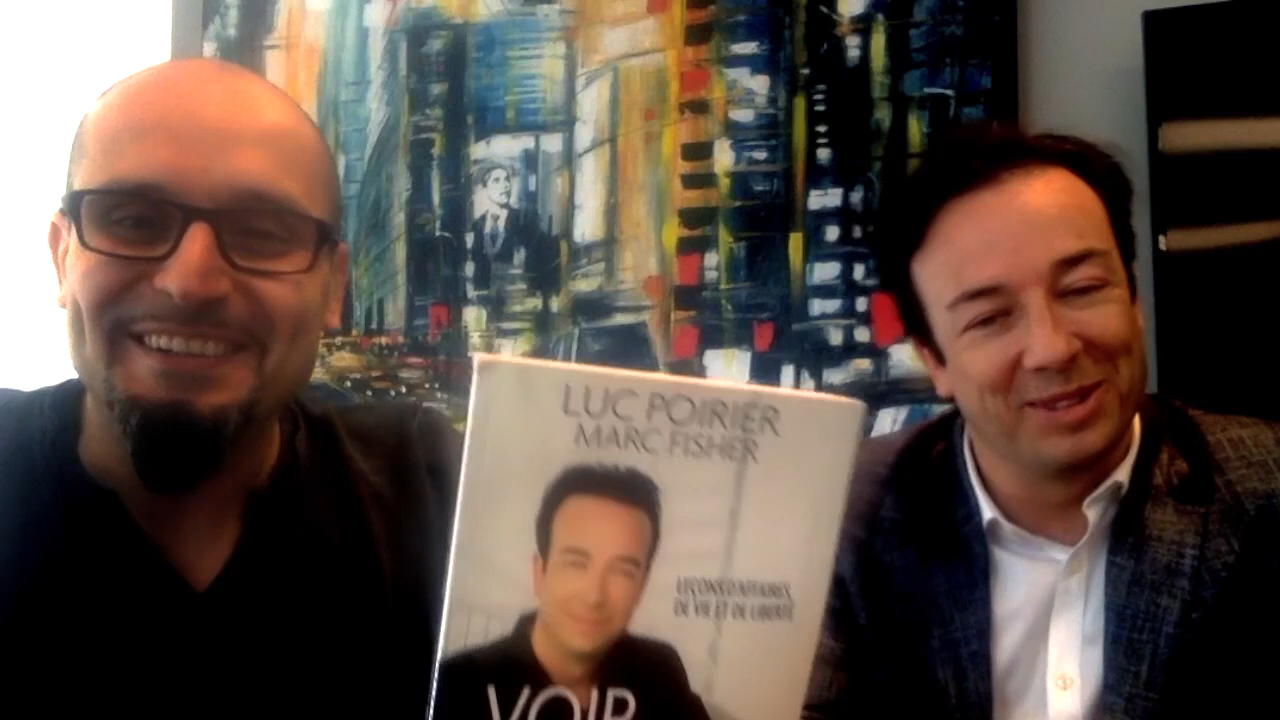 LUC POIRIER
MARC FISHER
LEÇONS D'AFFAIRES,
DE VIE ET DE LIBERTÉ
VOIR